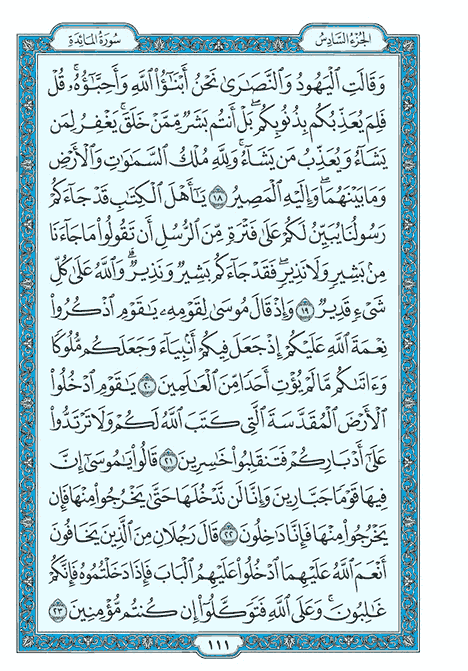 الجزء السادس
سورة المائدة
وَقَالَتِ ٱلۡيَهُودُ وَٱلنَّصَٰرَىٰ نَحۡنُ أَبۡنَٰٓؤُاْ ٱللَّهِ وَأَحِبَّٰٓؤُهُۥۚ قُلۡ
فَلِمَ يُعَذِّبُكُم بِذُنُوبِكُمۖ بَلۡ أَنتُم بَشَرٞ مِّمَّنۡ خَلَقَۚ يَغۡفِرُ لِمَن
يَشَآءُ وَيُعَذِّبُ مَن يَشَآءُۚ وَلِلَّهِ مُلۡكُ ٱلسَّمَٰوَٰتِ وَٱلۡأَرۡضِ
وَمَا بَيۡنَهُمَاۖ وَإِلَيۡهِ ٱلۡمَصِيرُ ١٨ يَٰٓأَهۡلَ ٱلۡكِتَٰبِ قَدۡ جَآءَكُمۡ
رَسُولُنَا يُبَيِّنُ لَكُمۡ عَلَىٰ فَتۡرَةٖ مِّنَ ٱلرُّسُلِ أَن تَقُولُواْ مَا جَآءَنَا
مِنۢ بَشِيرٖ وَلَا نَذِيرٖۖ فَقَدۡ جَآءَكُم بَشِيرٞ وَنَذِيرٞۗ وَٱللَّهُ عَلَىٰ كُلِّ
شَيۡءٖ قَدِيرٞ ١٩ وَإِذۡ قَالَ مُوسَىٰ لِقَوۡمِهِۦ يَٰقَوۡمِ ٱذۡكُرُواْ
نِعۡمَةَ ٱللَّهِ عَلَيۡكُمۡ إِذۡ جَعَلَ فِيكُمۡ أَنۢبِيَآءَ وَجَعَلَكُم مُّلُوكٗا
وَءَاتَىٰكُم مَّا لَمۡ يُؤۡتِ أَحَدٗا مِّنَ ٱلۡعَٰلَمِينَ ٢٠ يَٰقَوۡمِ ٱدۡخُلُواْ
ٱلۡأَرۡضَ ٱلۡمُقَدَّسَةَ ٱلَّتِي كَتَبَ ٱللَّهُ لَكُمۡ وَلَا تَرۡتَدُّواْ
عَلَىٰٓ أَدۡبَارِكُمۡ فَتَنقَلِبُواْ خَٰسِرِينَ ٢١ قَالُواْ يَٰمُوسَىٰٓ إِنَّ
فِيهَا قَوۡمٗا جَبَّارِينَ وَإِنَّا لَن نَّدۡخُلَهَا حَتَّىٰ يَخۡرُجُواْ مِنۡهَا فَإِن
يَخۡرُجُواْ مِنۡهَا فَإِنَّا دَٰخِلُونَ ٢٢ قَالَ رَجُلَانِ مِنَ ٱلَّذِينَ يَخَافُونَ
أَنۡعَمَ ٱللَّهُ عَلَيۡهِمَا ٱدۡخُلُواْ عَلَيۡهِمُ ٱلۡبَابَ فَإِذَا دَخَلۡتُمُوهُ فَإِنَّكُمۡ
غَٰلِبُونَۚ وَعَلَى ٱللَّهِ فَتَوَكَّلُوٓاْ إِن كُنتُم مُّؤۡمِنِينَ ٢٣
١١١